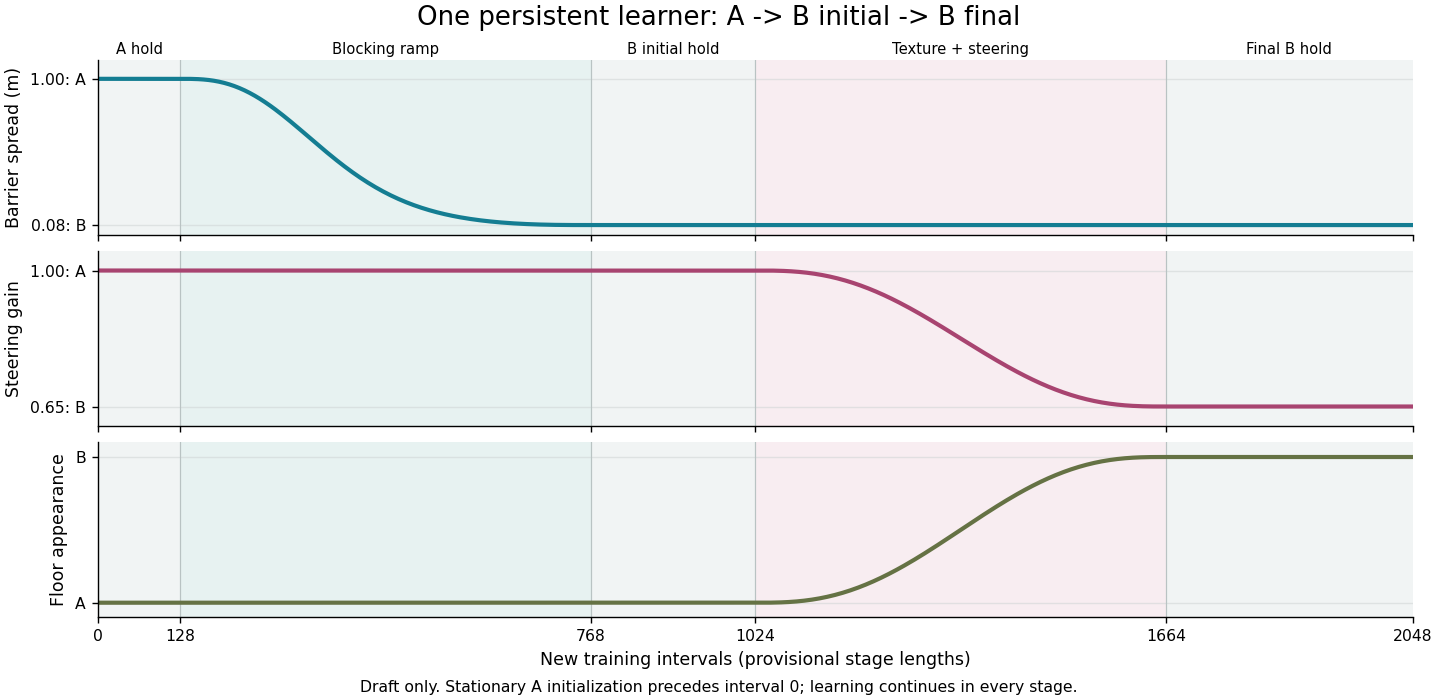 One persistent learner: A -> B initial -> B final
A hold
Blocking ramp
B initial hold
Texture + steering
Final B hold
Barrier spread (m)
1.00: A
0.08: B
Steering gain
1.00: A
0.65: B
Floor appearance
B
A
0
128
768
1024
1664
2048
New training intervals (provisional stage lengths)
Draft only. Stationary A initialization precedes interval 0; learning continues in every stage.